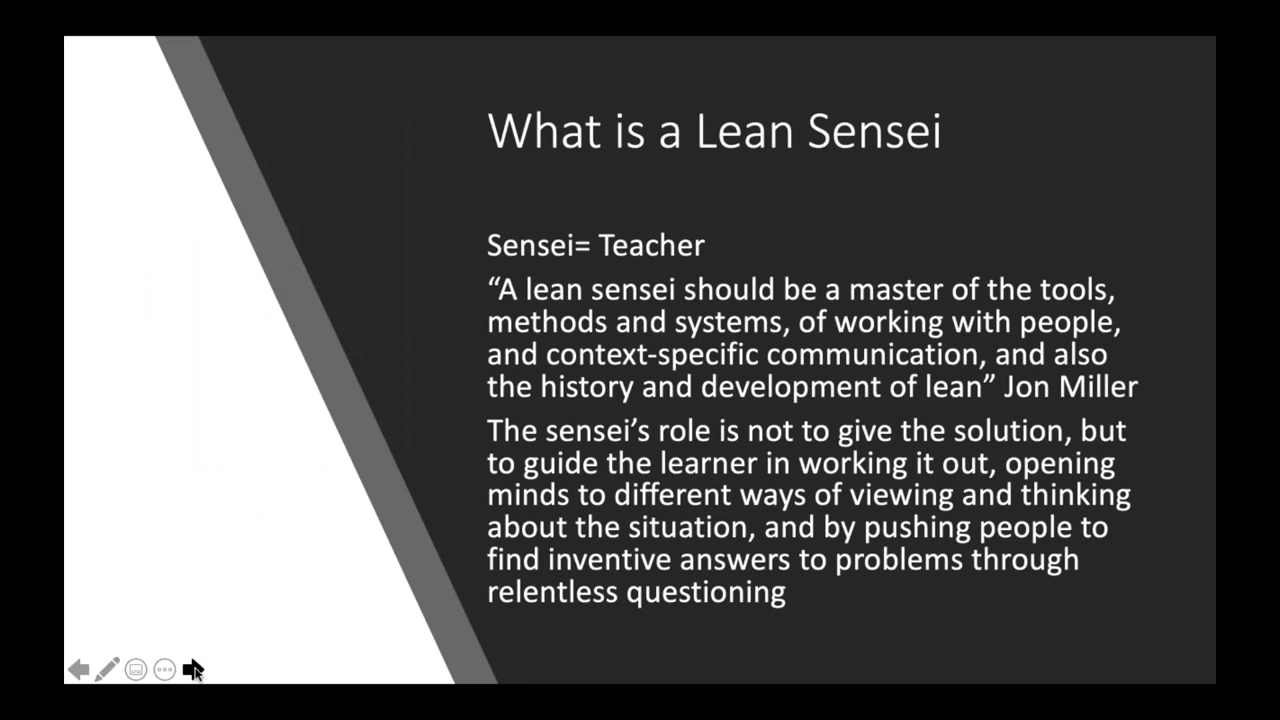 What is a Lean Sensei
Sensei= Teacher
“A lean sensei should be a master of the tools,
methods and systems, of working with people,
and context-specific communication, and also
the history and development of lean” Jon Miller
The sensei’s role is not to give the solution, but
to guide the learner in working it out, opening
minds to different ways of viewing and thinking
about the situation, and by pushing people to
find inventive answers to problems through
relentless questioning